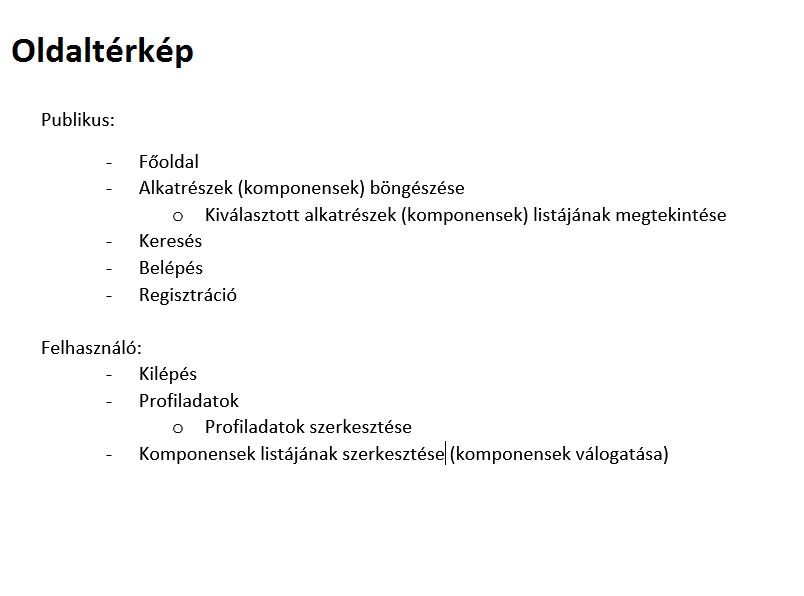 Oldaltérkép
Publikus:
- Főoldal
- Alkatrészek (komponensek) böngészése
o Kiválasztott alkatrészek (komponensek) listájának megtekintése
- Keresés
- Belépés
- Regisztráció
Felhasználó:
- Kilépés
- Profiladatok
o Profiladatok szerkesztése
- Komponensek listájának szerkesztése (komponensek válogatása)